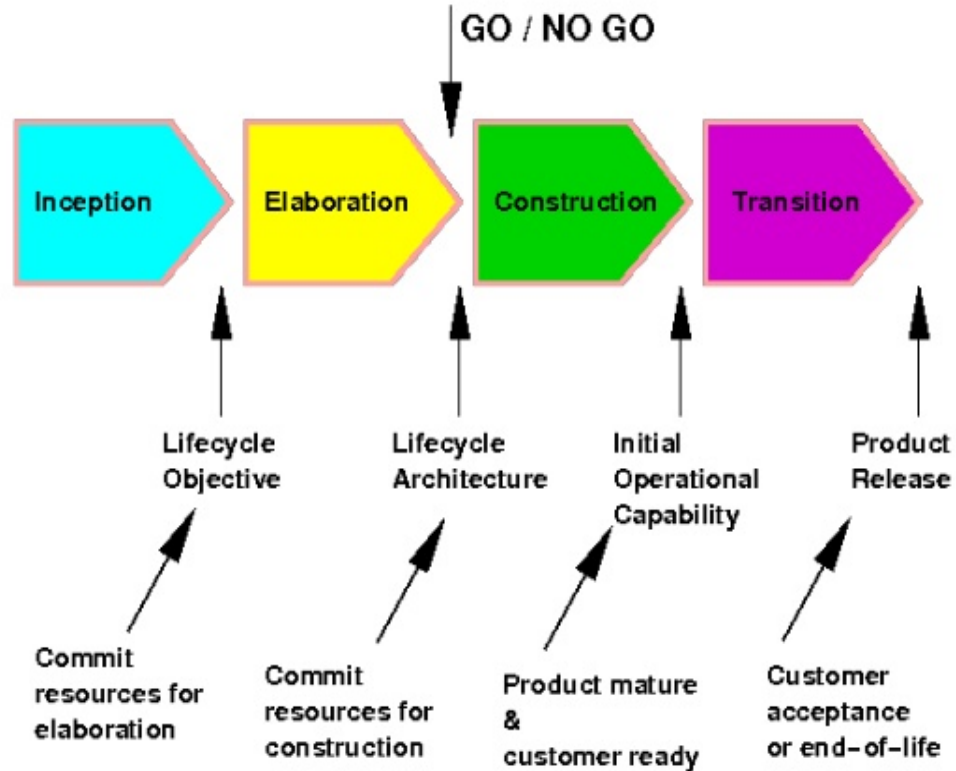 GO / NO GO
Inception
Elaboration
Construction
Transition
Lifecycle
Objective
Lifecycle
Architecture
Initial
Operational
Capability
Product
Release
Commit
resources for
elaboration
Commit
resources for
construction
Product mature
&
customer ready
Customer
acceptance
or end-of-life